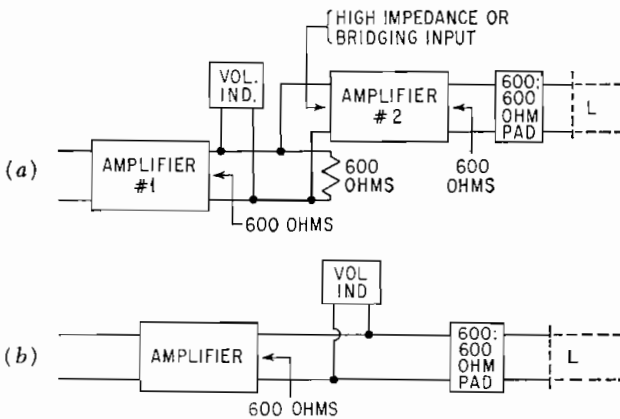 HIGH IMPEDANCE OR
BRIDGING INPUT
VOL.
IND.
AMPLIFIER
#2
600:
600
OHM
PAD
L
(a)
AMPLIFIER
#1
600
OHMS
600
OHMS
600 OHMS
VOL
IND
(b)
AMPLIFIER
600:
600
OHM
PAD
L
600 OHMS